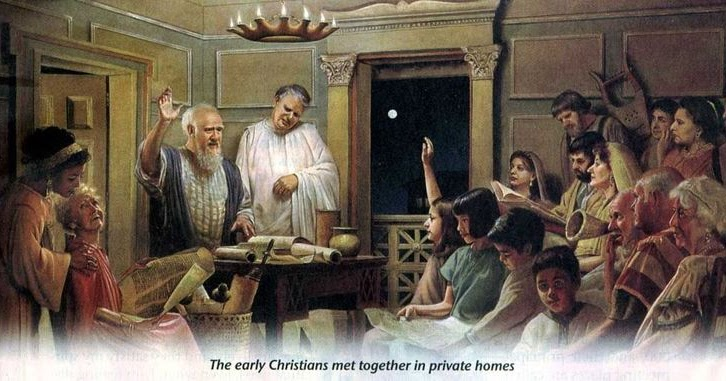 The early Christians met together in private homes